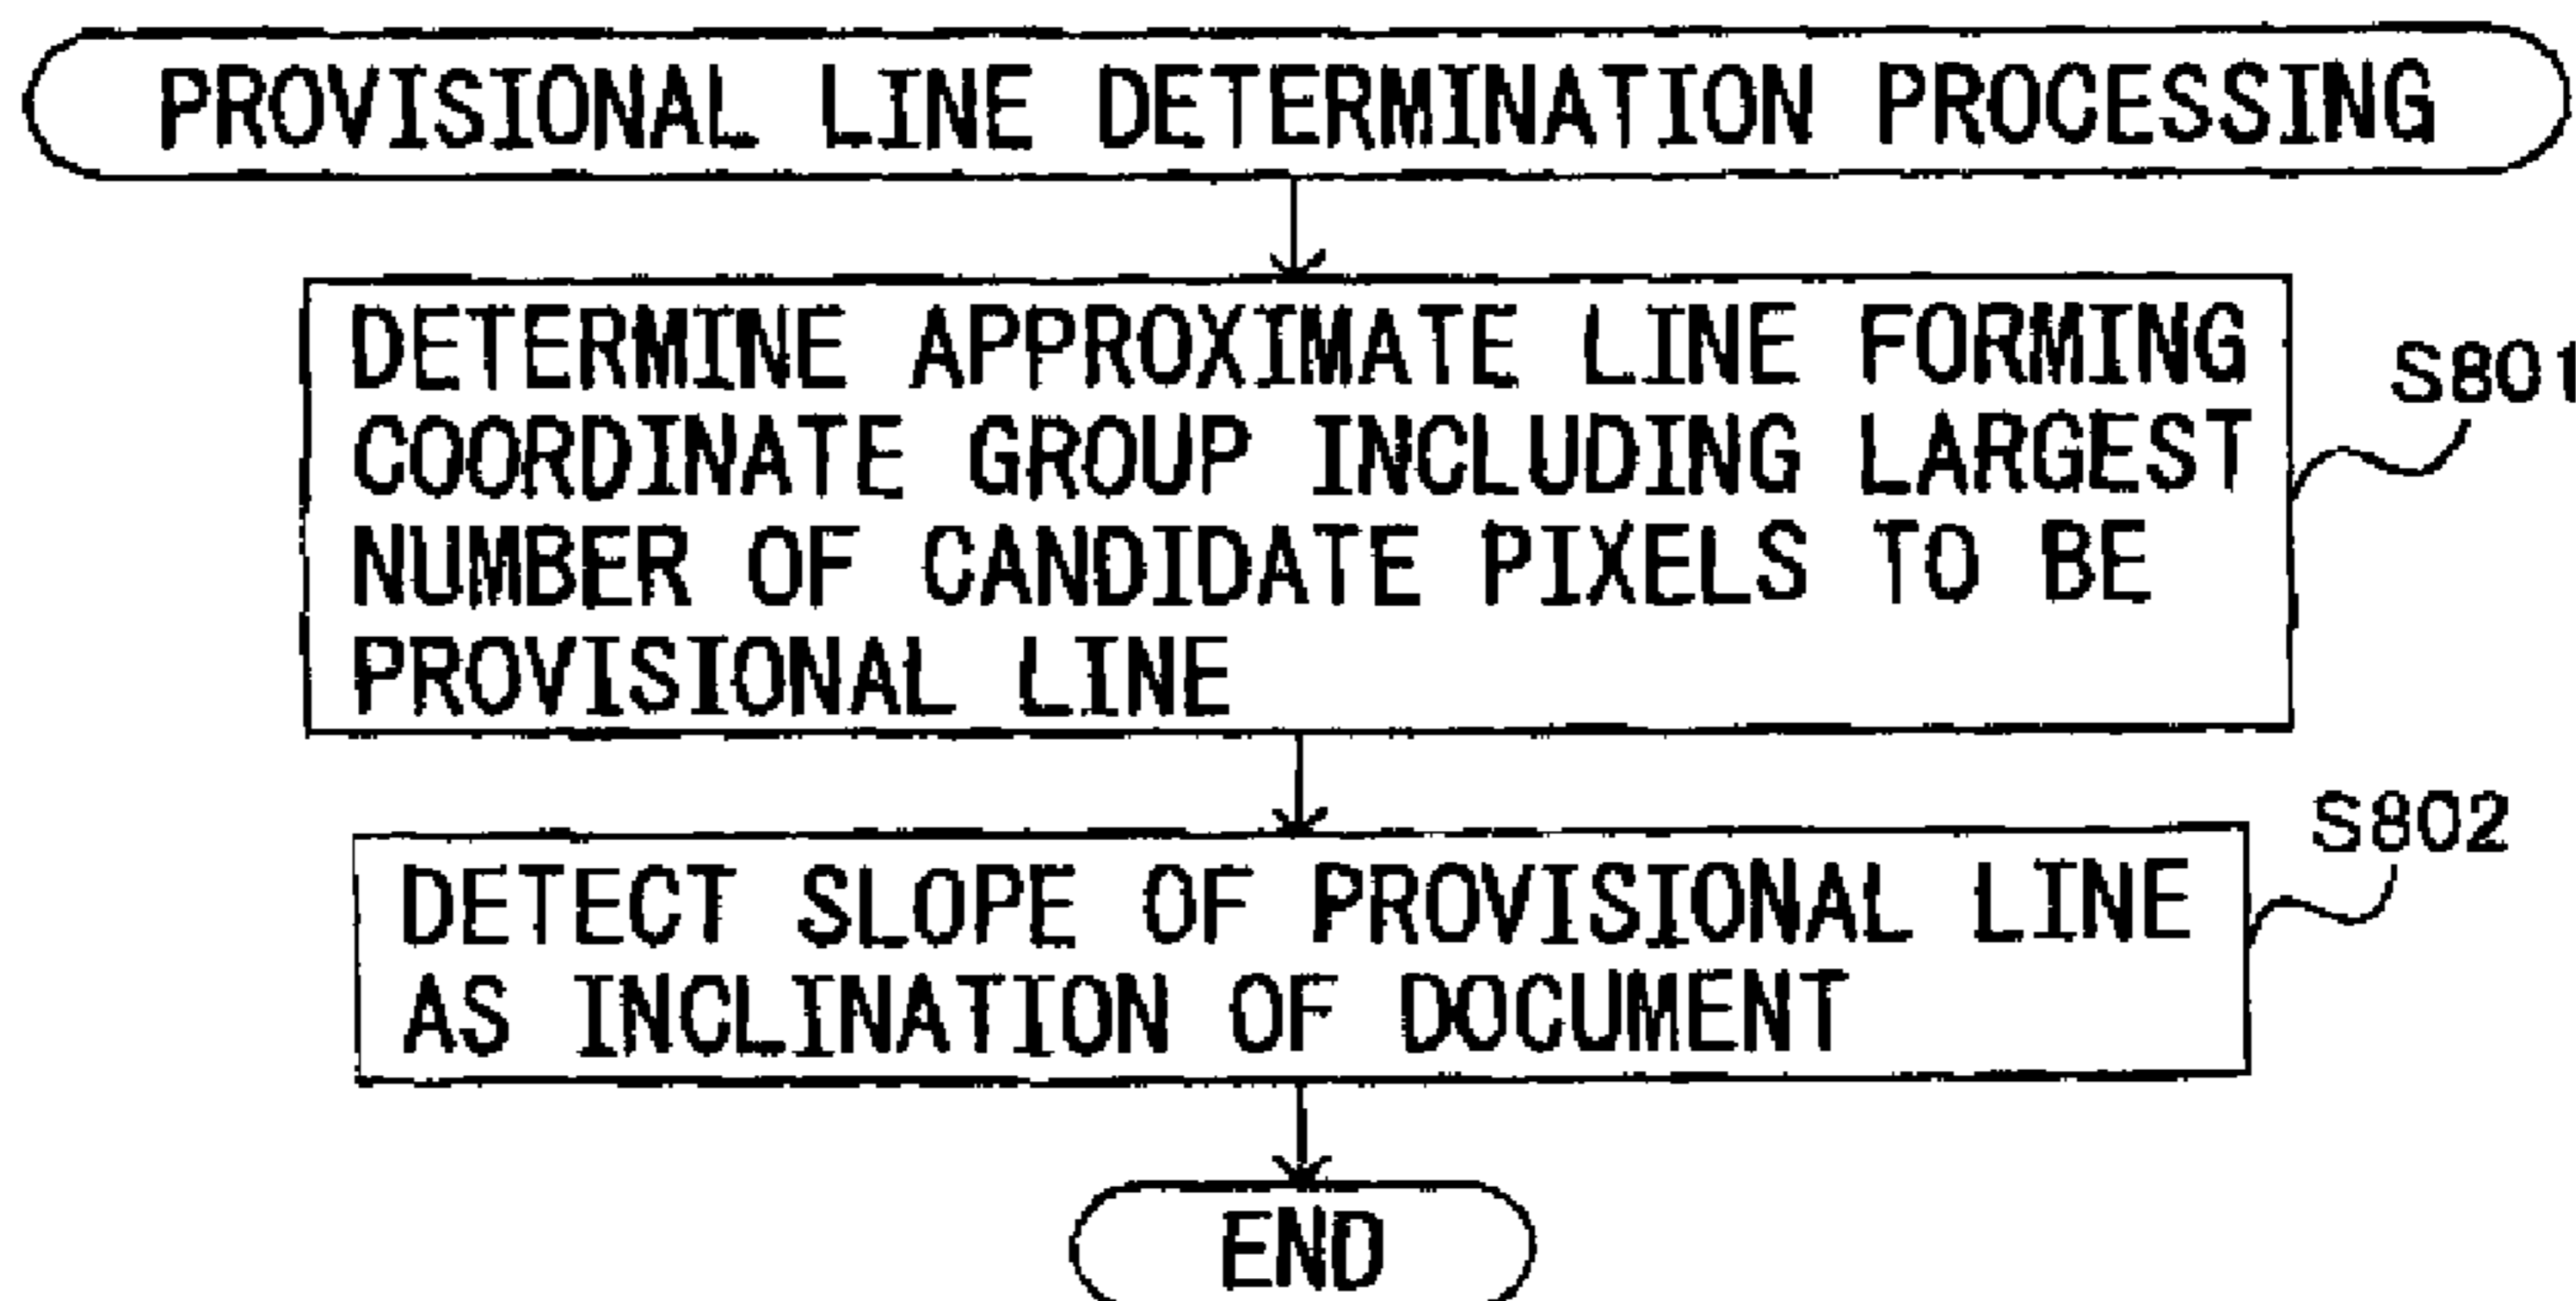 PROVISIONAL LINE DETERMINATION PROCESSING
DETERMINE APPROXIMATE LINE FORMING
COORDINATE GROUP INCLUDING LARGEST
NUMBER OF CANDIDATE PIXELS TO BE
PROVISIONAL LINE
S801
DETECT SLOPE OF PROVISIONAL LINE
AS INCLINATION OF DOCUMENT
S802
END